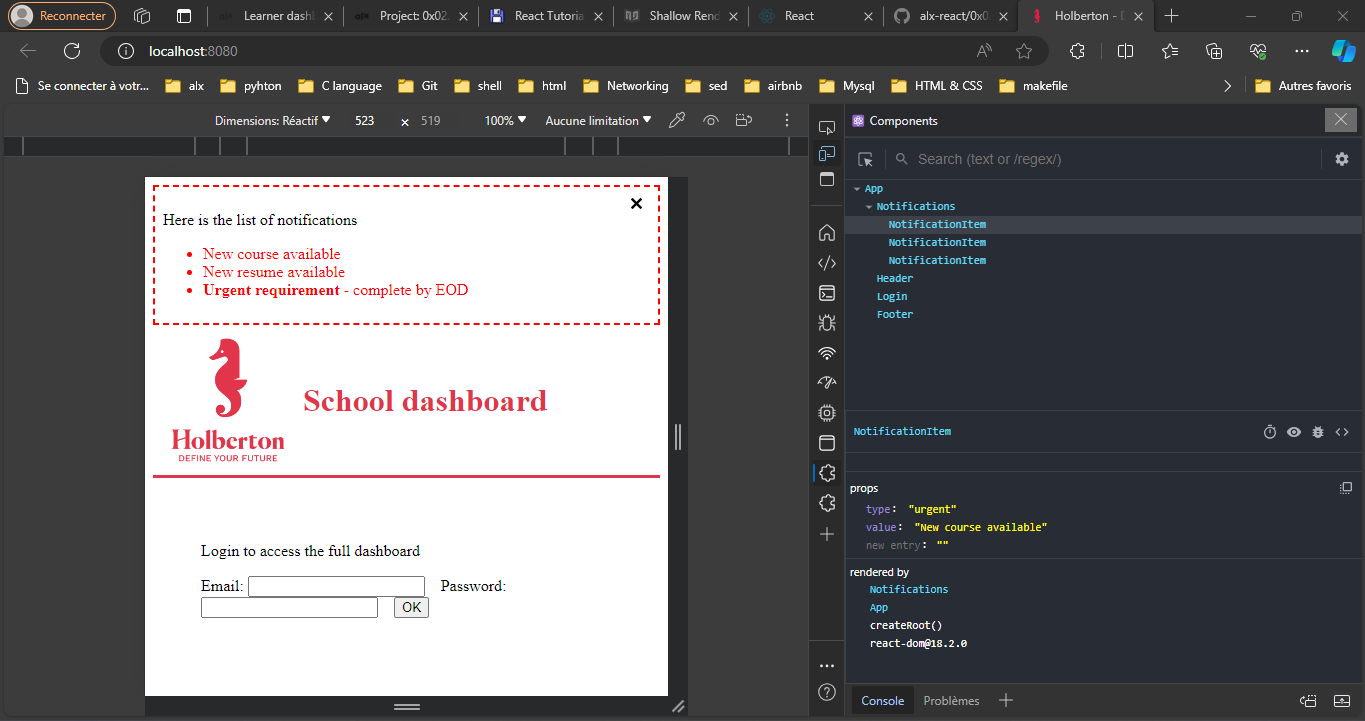 Reconnecter
Learner dash
Project: 0x02.
React Tutoria
Shallow Rend
React
alx-react/0x0
Holberton - D
localhost:8080
Se connecter à votr...
alx
pyhton
C language
Git
shell
html
Networking
sed
airbnb
Mysql
HTML & CSS
makefile
Autres favoris
Dimensions: Réactif ▼ 523 × 519 100% ▼ Aucune limitation ▼
Here is the list of notifications
New course available
New resume available
Urgent requirement - complete by EOD
Holberton
DEFINE YOUR FUTURE
School dashboard
Login to access the full dashboard
Email:
Password:
OK
Components
Search (text or /regex/)
App
Notifications
NotificationItem
NotificationItem
NotificationItem
Header
Login
Footer
NotificationItem
props
type: "urgent"
value: "New course available"
new entry: ""
rendered by
Notifications
App
createRoot()
react-dom@18.2.0
Console
Problèmes